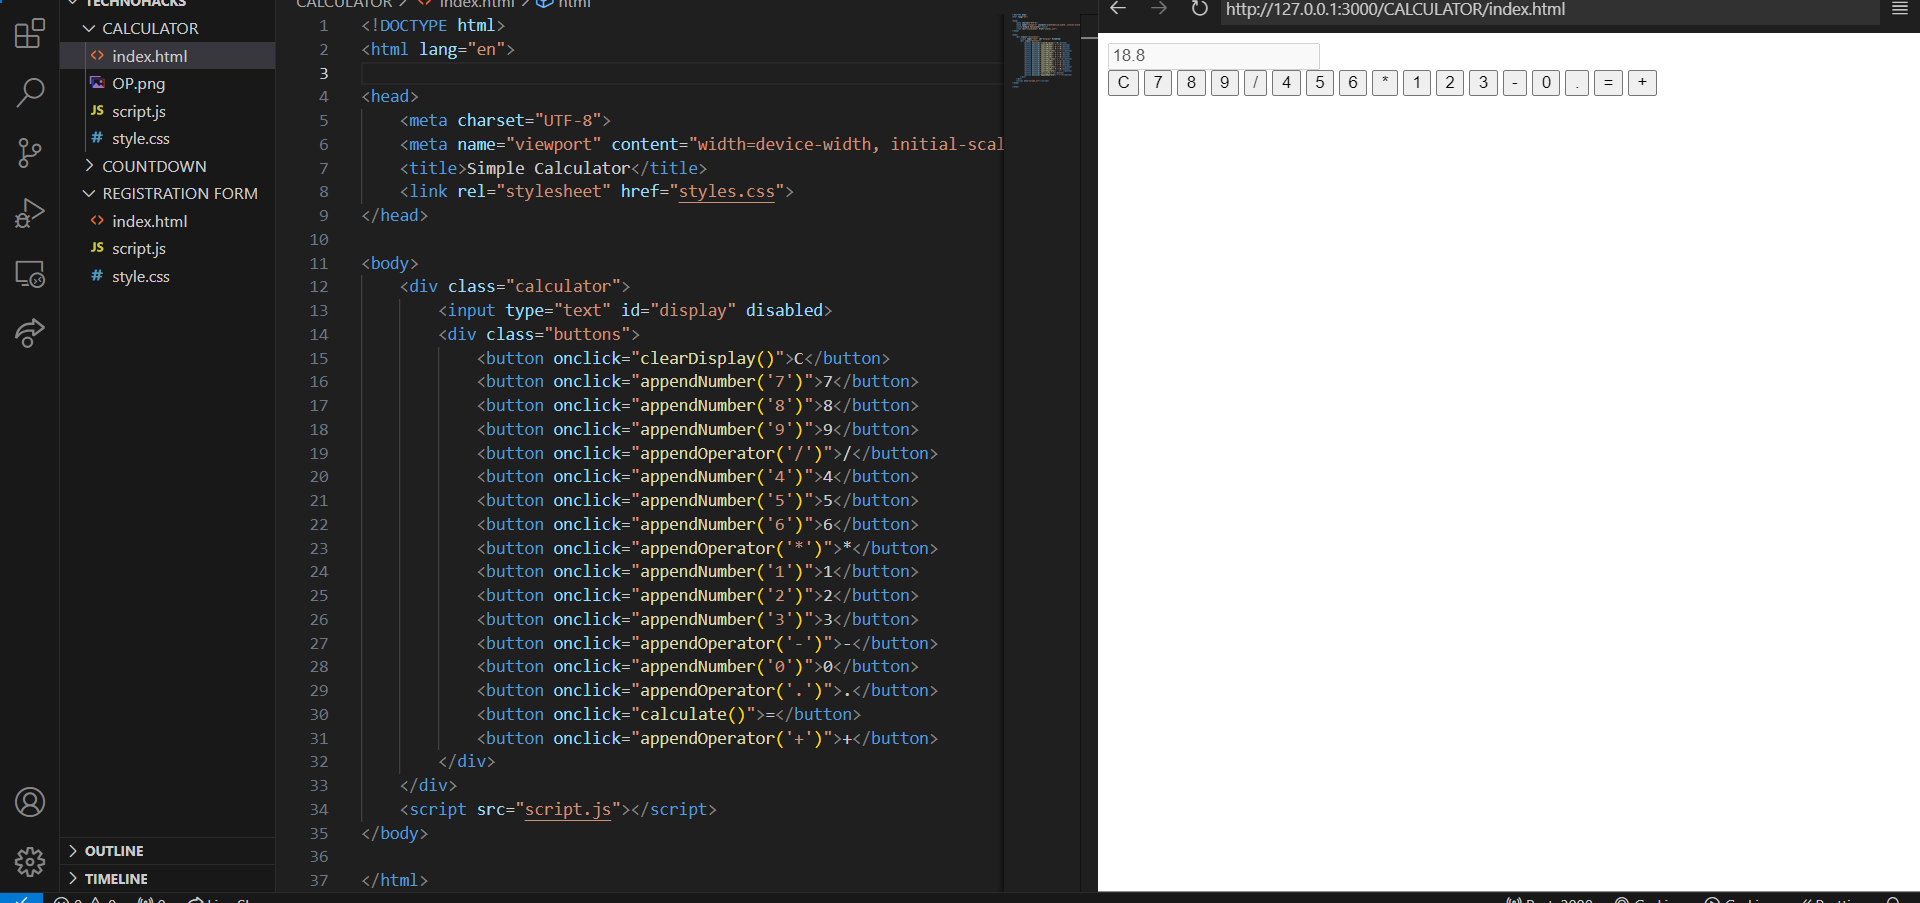 TECHNOHACKS
CALCULATOR
index.html
OP.png
JS script.js
# style.css
COUNTDOWN
REGISTRATION FORM
index.html
JS script.js
# style.css
OUTLINE
TIMELINE
CALCULATOR > index.html > html
1 <!DOCTYPE html>
2 <html lang="en">
3
4 <head>
5 <meta charset="UTF-8">
6 <meta name="viewport" content="width=device-width, initial-scal
7 <title>Simple Calculator</title>
8 <link rel="stylesheet" href="styles.css">
9 </head>
10
11 <body>
12 <div class="calculator">
13 <input type="text" id="display" disabled>
14 <div class="buttons">
15 <button onclick="clearDisplay()">C</button>
16 <button onclick="appendNumber('7')">7</button>
17 <button onclick="appendNumber('8')">8</button>
18 <button onclick="appendNumber('9')">9</button>
19 <button onclick="appendOperator('/')">/</button>
20 <button onclick="appendNumber('4')">4</button>
21 <button onclick="appendNumber('5')">5</button>
22 <button onclick="appendNumber('6')">6</button>
23 <button onclick="appendOperator('*')">*</button>
24 <button onclick="appendNumber('1')">1</button>
25 <button onclick="appendNumber('2')">2</button>
26 <button onclick="appendNumber('3')">3</button>
27 <button onclick="appendOperator('-')">-</button>
28 <button onclick="appendNumber('0')">0</button>
29 <button onclick="appendOperator('.')">.</button>
30 <button onclick="calculate()">=</button>
31 <button onclick="appendOperator('+')">+</button>
32 </div>
33 </div>
34 <script src="script.js"></script>
35 </body>
36
37 </html>
http://127.0.0.1:3000/CALCULATOR/index.html
18.8
C 7 8 9 / 4 5 6 * 1 2 3 - 0 . = +